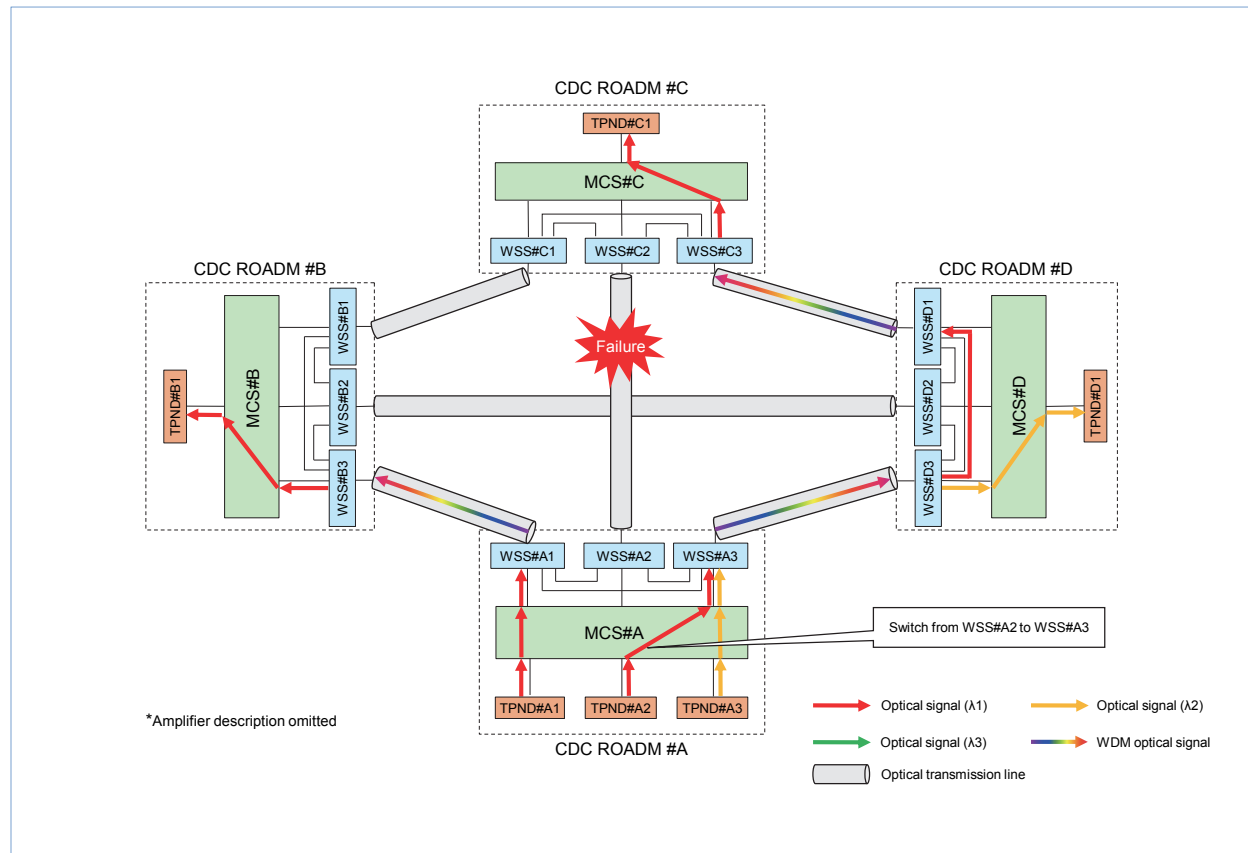 CDC ROADM #C
TPND#C1
MCS#C
WSS#C1
WSS#C2
WSS#C3
CDC ROADM #B
CDC ROADM #D
WSS#B1
WSS#B2
WSS#B3
MCS#B
TPND#B1
Failure
WSS#D1
WSS#D2
WSS#D3
MCS#D
TPND#D1
WSS#A1
WSS#A2
WSS#A3
MCS#A
Switch from WSS#A2 to WSS#A3
TPND#A1
TPND#A2
TPND#A3
CDC ROADM #A
*Amplifier description omitted
Optical signal (λ1)
Optical signal (λ2)
Optical signal (λ3)
WDM optical signal
Optical transmission line